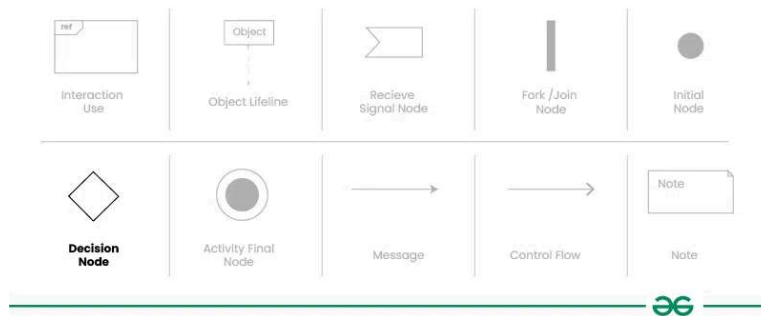 ref
Object
Interaction
Use
Object Lifeline
Recieve
Signal Node
Fork /Join
Node
Initial
Node
Note
Decision
Node
Activity Final
Node
Message
Control Flow
Note